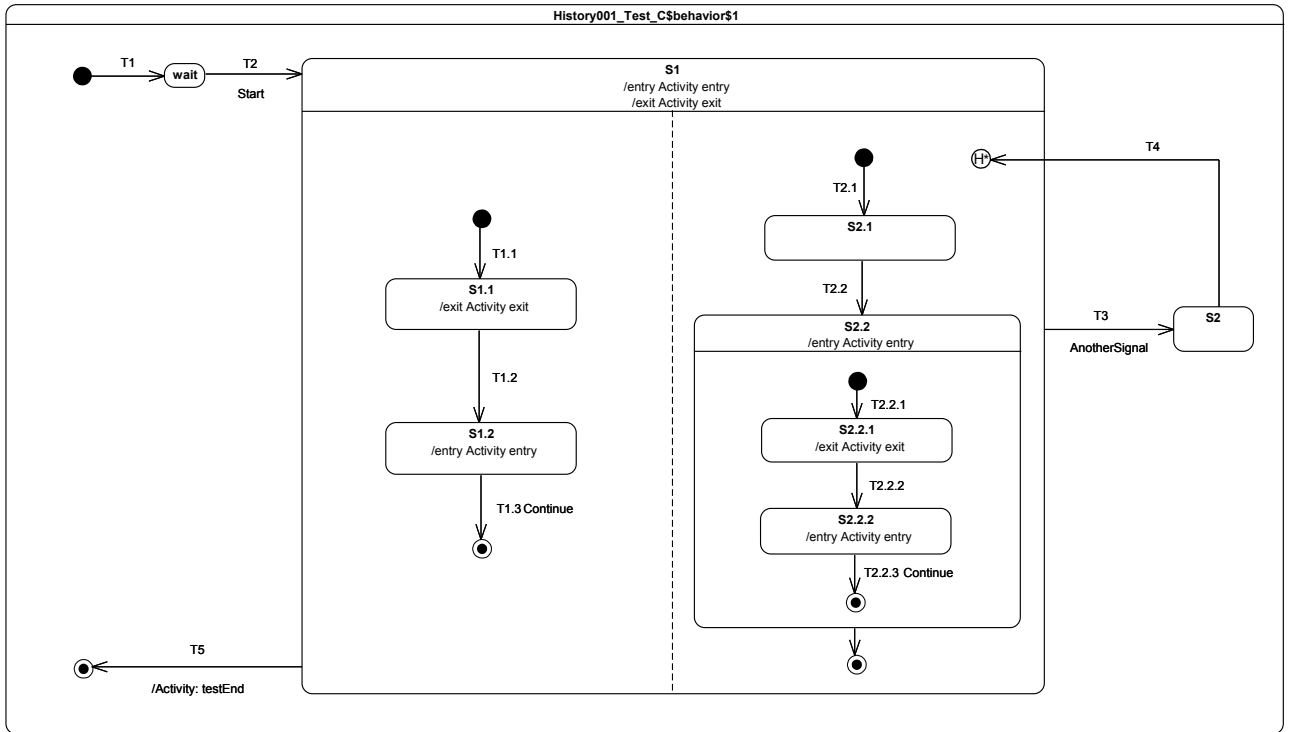 History001_Test_C$behavior$1
T1
wait
T2
Start
S1
/entry Activity entry
/exit Activity exit
T1.1
S1.1
/exit Activity exit
T1.2
S1.2
/entry Activity entry
T1.3 Continue
T2.1
S2.1
T2.2
S2.2
/entry Activity entry
T2.2.1
S2.2.1
/exit Activity exit
T2.2.2
S2.2.2
/entry Activity entry
T2.2.3 Continue
H*
T4
T3
AnotherSignal
S2
T5
/Activity: testEnd